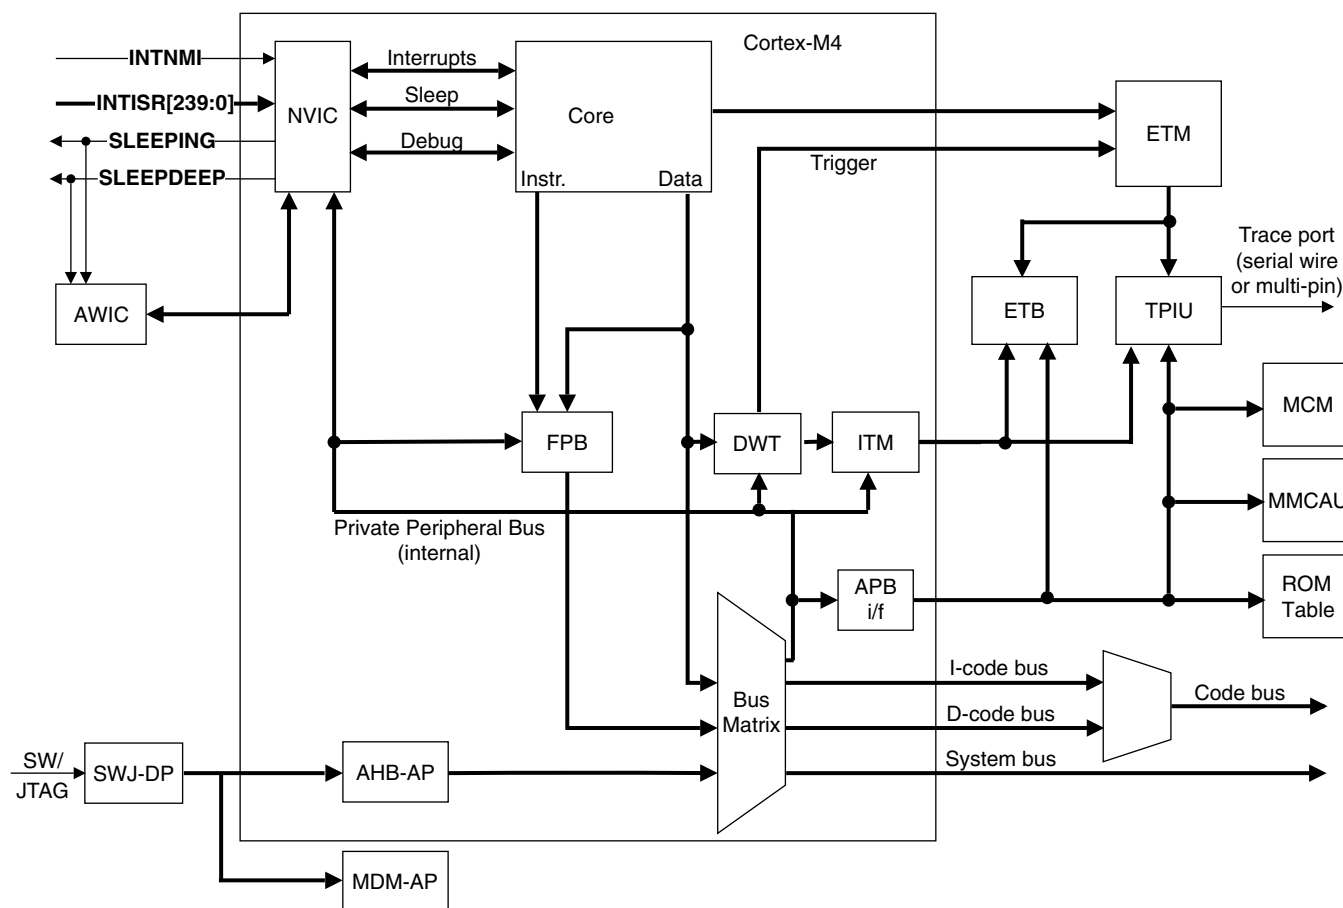 Cortex-M4
INTNMI
INTISR[239:0]
SLEEPING
SLEEPDEEP
NVIC
Interrupts
Sleep
Debug
Core
Instr.
Data
ETM
Trigger
AWIC
ETB
TPIU
Trace port
(serial wire
or multi-pin)
FPB
DWT
ITM
MCM
MMCAU
ROM
Table
Private Peripheral Bus
(internal)
APB
i/f
Bus
Matrix
I-code bus
D-code bus
System bus
Code bus
SW/
JTAG
SWJ-DP
AHB-AP
MDM-AP